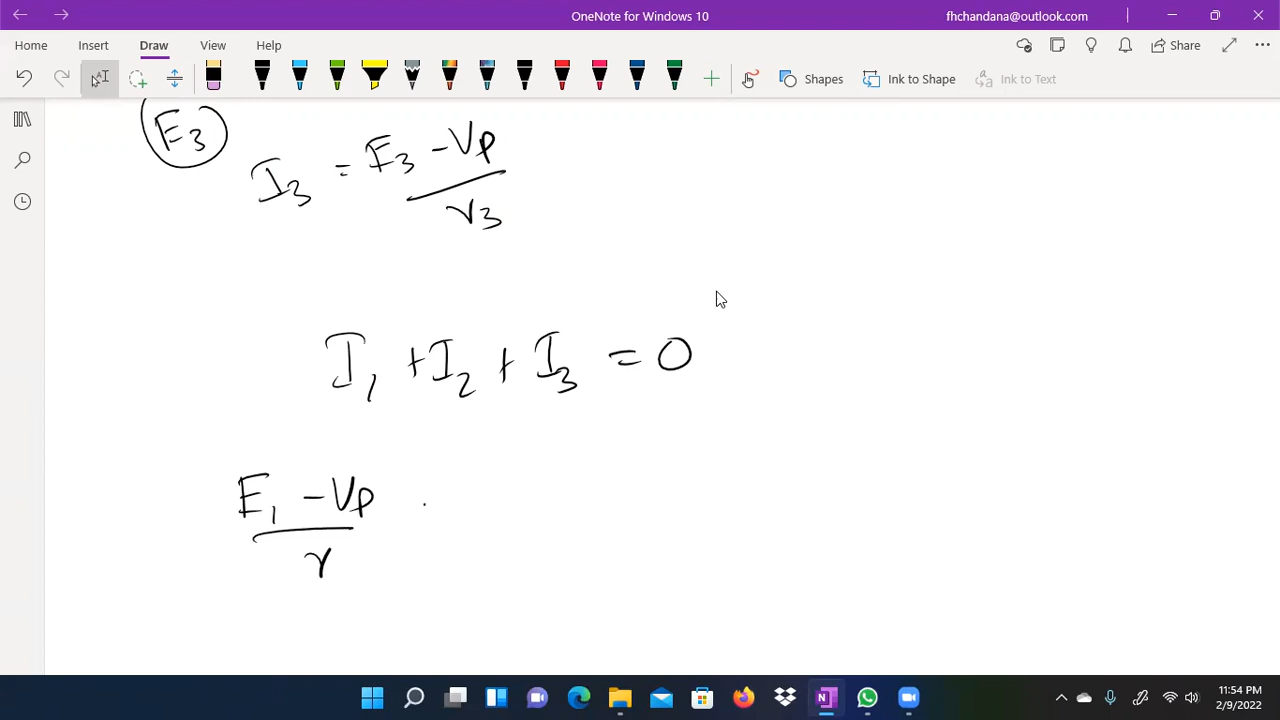 OneNote for Windows 10
fhchandana@outlook.com
Home Insert Draw View Help
Share
Shapes
Ink to Shape
Ink to Text
E3
I3 = E3 - Vp
r3
I1 + I2 + I3 = 0
E1 - Vp
r
11:54 PM
2/9/2022